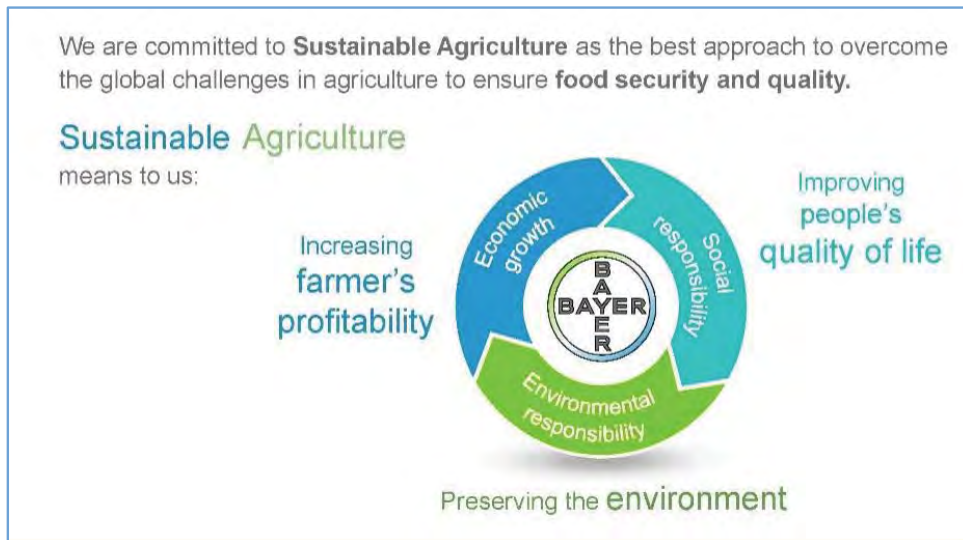 We are committed to Sustainable Agriculture as the best approach to overcome
the global challenges in agriculture to ensure food security and quality.
Sustainable Agriculture
means to us:
Increasing
farmer's
profitability
Economic
growth
Social
responsibility
Improving
people's
quality of life
BAYER
BAYER
Environmental
responsibility
Preserving the environment